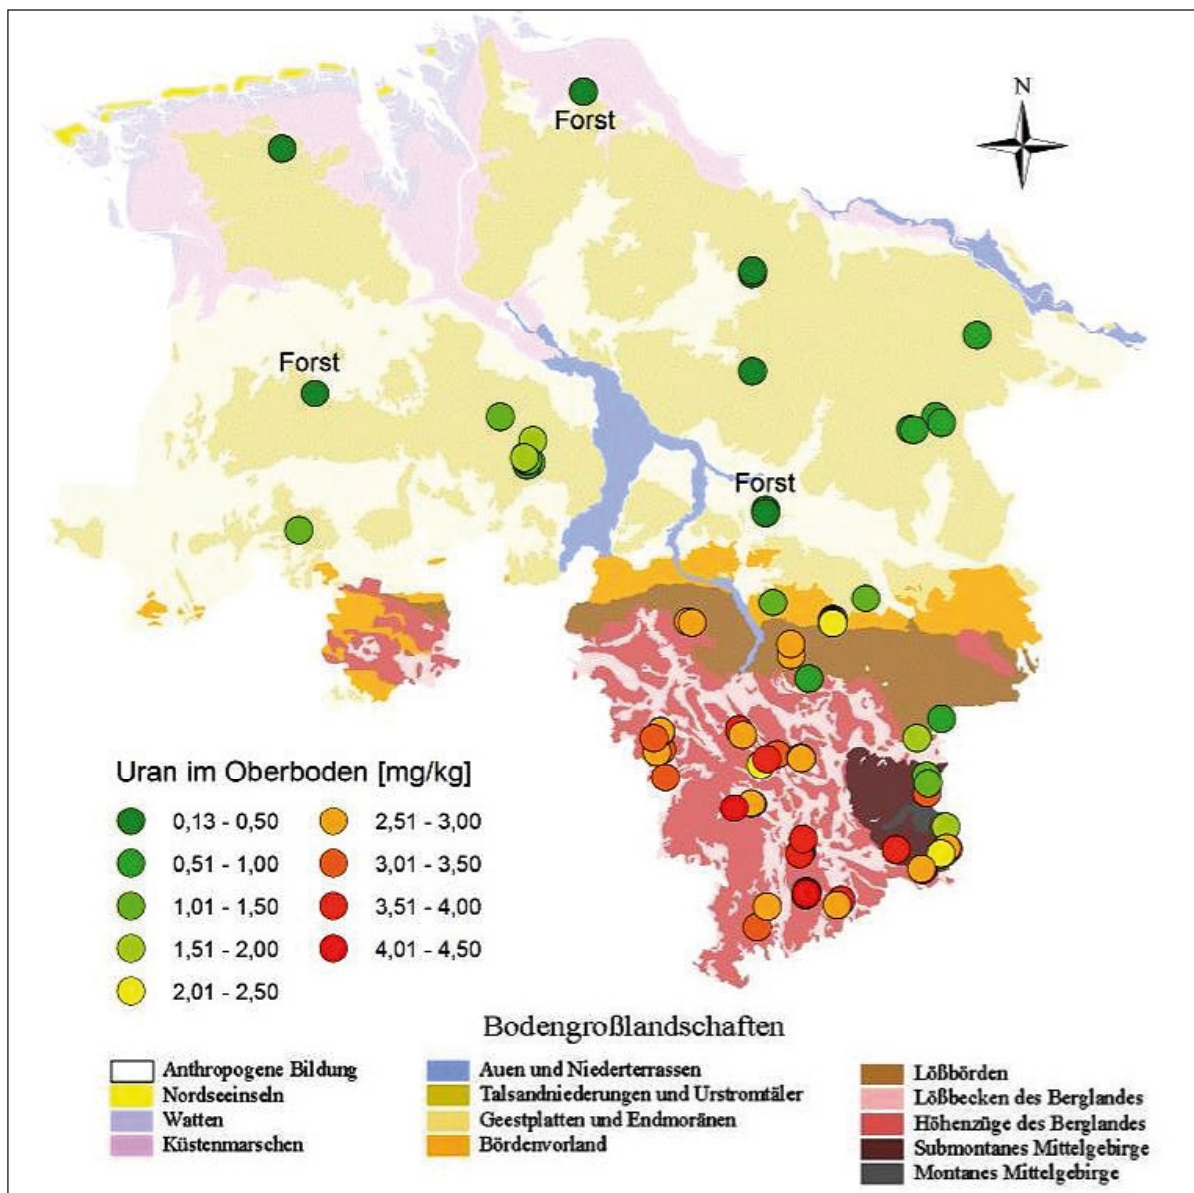 N
Forst
Forst
Forst
Uran im Oberboden [mg/kg]
0,13 - 0,50
0,51 - 1,00
1,01 - 1,50
1,51 - 2,00
2,01 - 2,50
2,51 - 3,00
3,01 - 3,50
3,51 - 4,00
4,01 - 4,50
Bodengroßlandschaften
Anthropogene Bildung
Nordseeinseln
Watten
Küstenmarschen
Auen und Niederterrassen
Talsandniederungen und Urstromtäler
Geestplatten und Endmoränen
Bördenvorland
Lößbörden
Lößbecken des Berglandes
Höhenzüge des Berglandes
Submontanes Mittelgebirge
Montanes Mittelgebirge